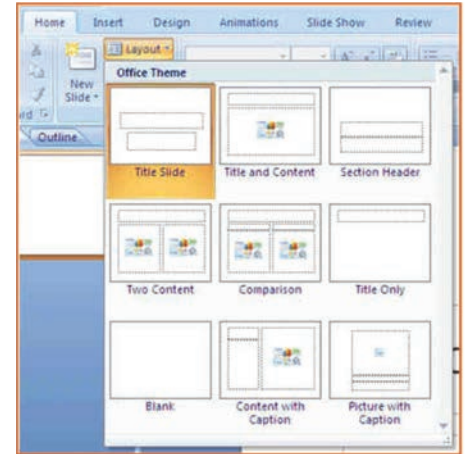 Home Insert Design Animations Slide Show Review
Layout
New
Slide
Office Theme
Outline
Title Slide Title and Content Section Header
Two Content Comparison Title Only
Blank Content with
Caption Picture with
Caption